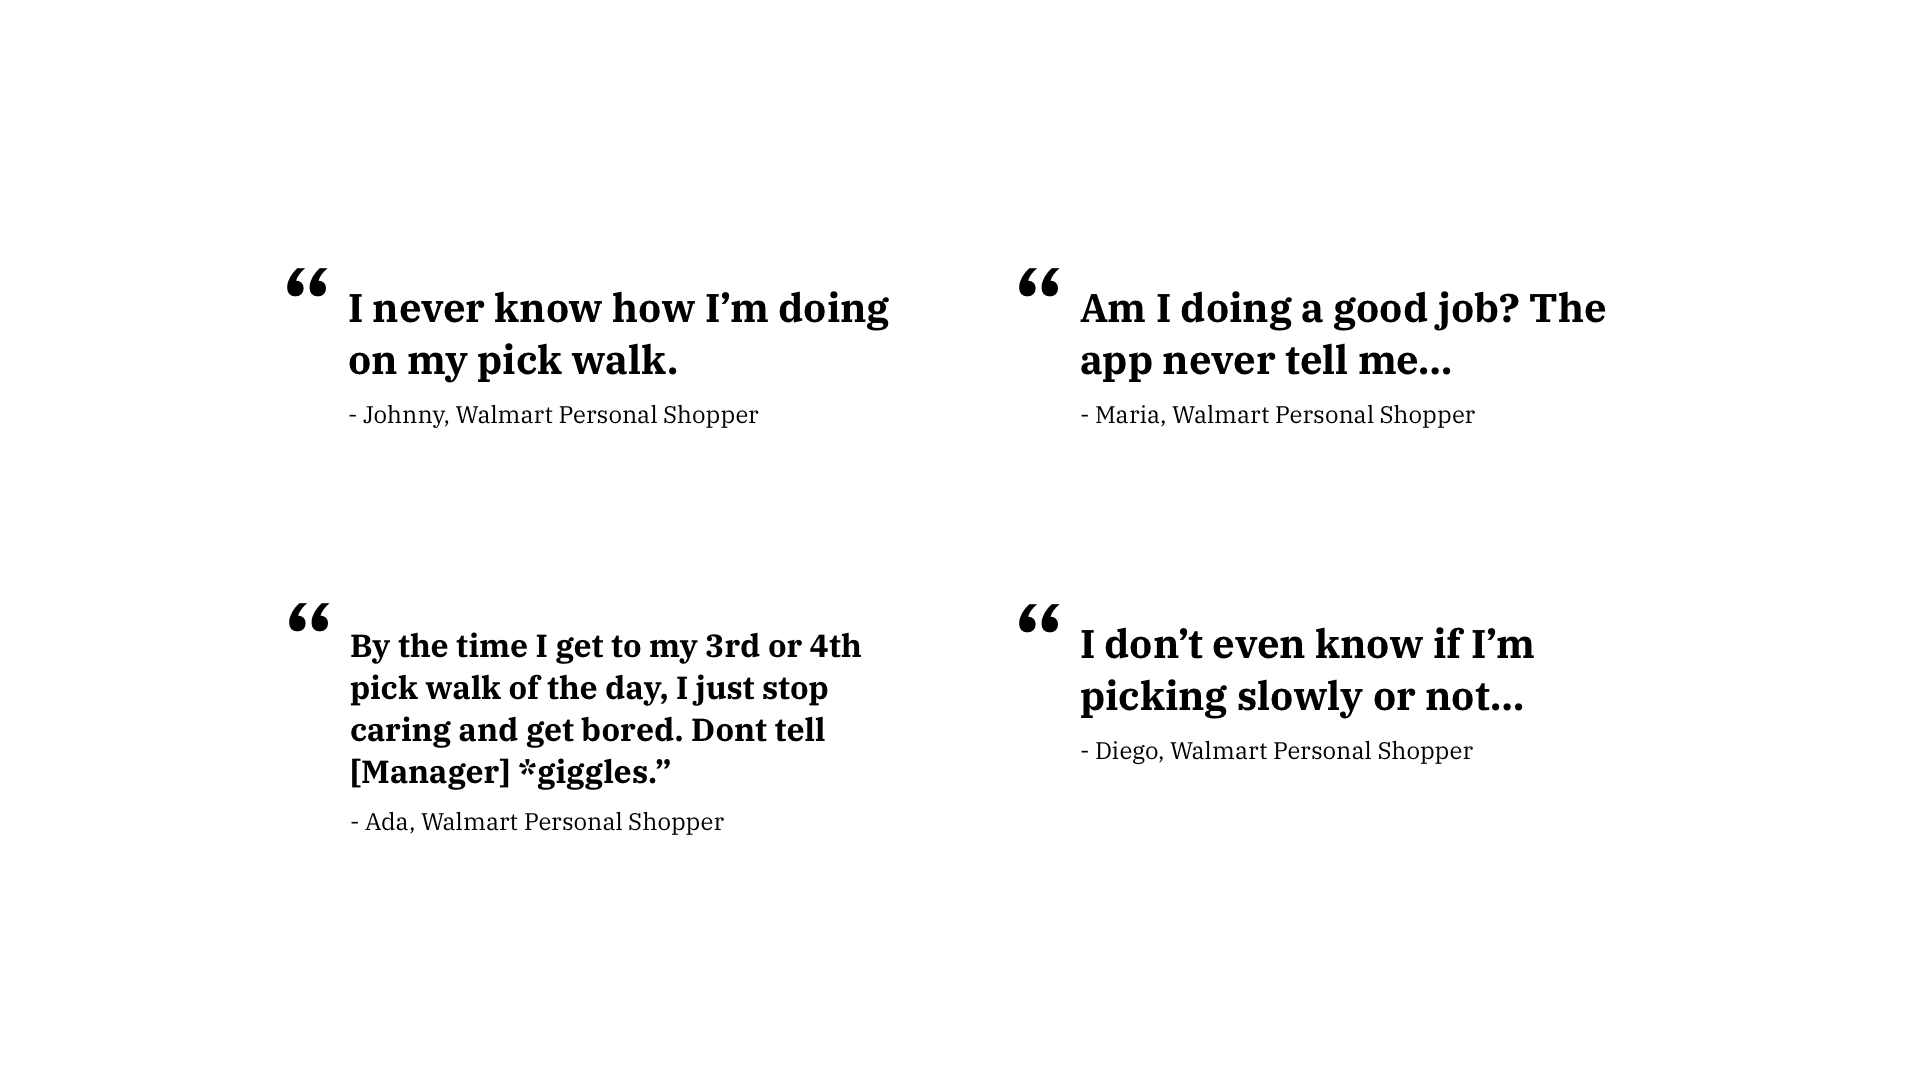 “ I never know how I’m doing
on my pick walk.
- Johnny, Walmart Personal Shopper
“ Am I doing a good job? The
app never tell me...
- Maria, Walmart Personal Shopper
“ By the time I get to my 3rd or 4th
pick walk of the day, I just stop
caring and get bored. Dont tell
[Manager] *giggles.”
- Ada, Walmart Personal Shopper
“ I don’t even know if I’m
picking slowly or not...
- Diego, Walmart Personal Shopper